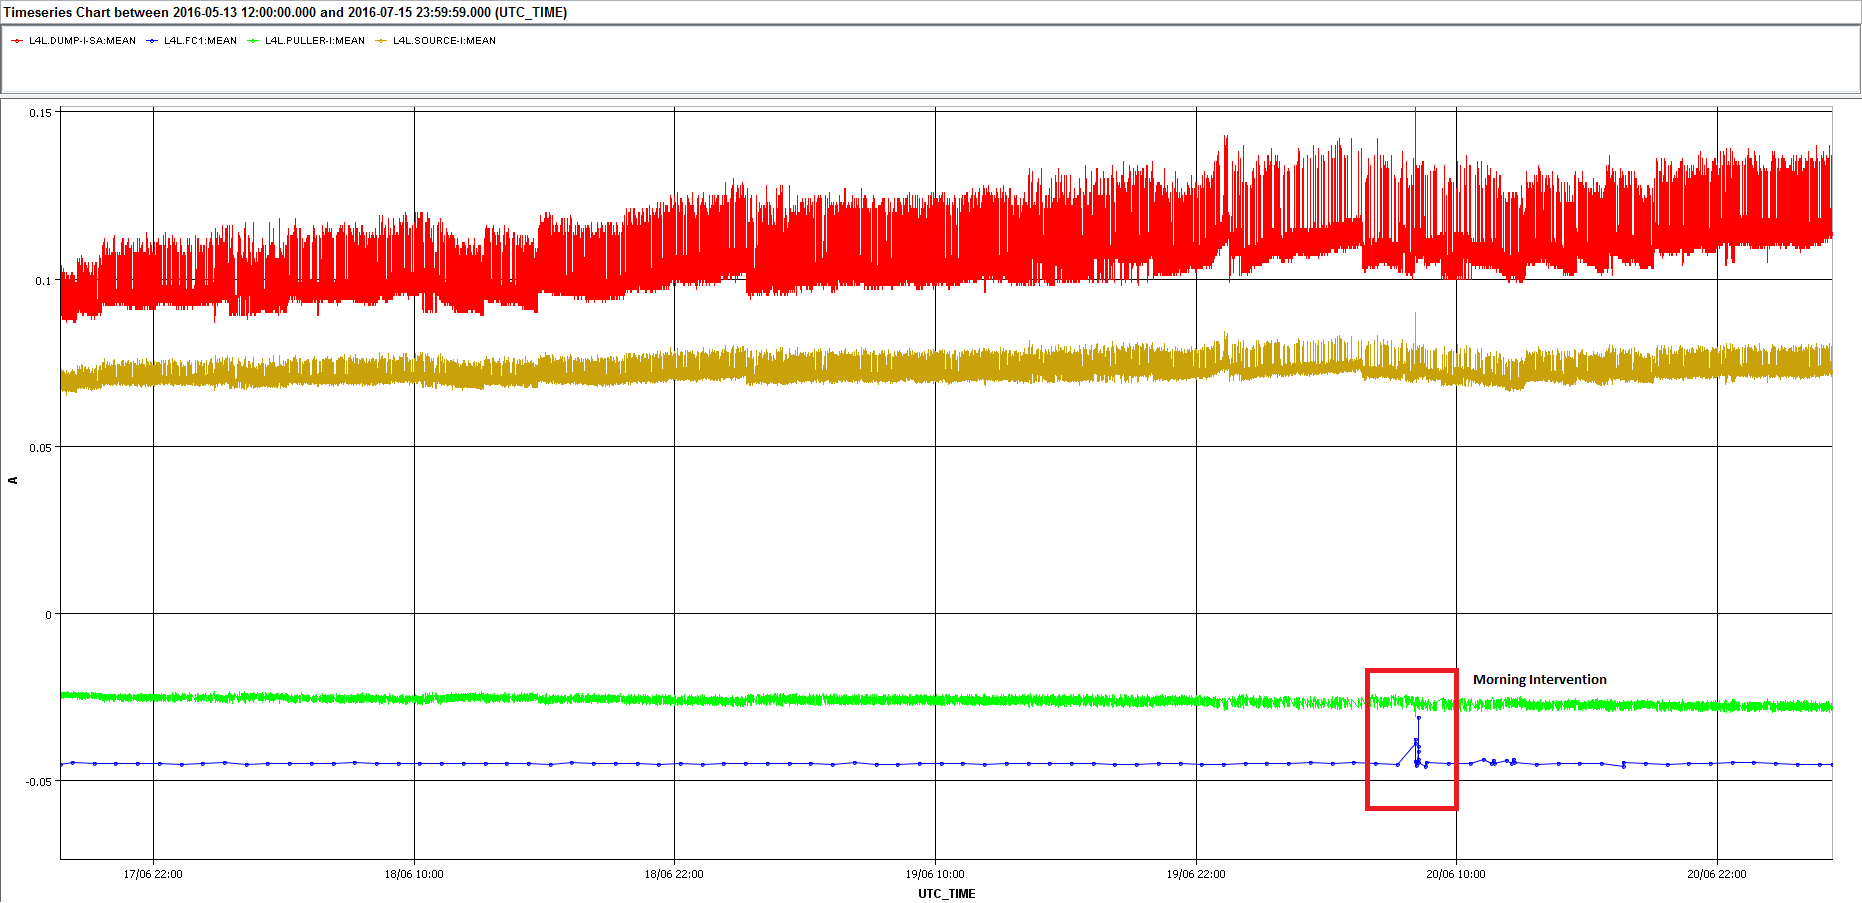 Timeseries Chart between 2016-05-13 12:00:00.000 and 2016-07-15 23:59:59.000 (UTC_TIME)
L4L.DUMP-I-SA:MEAN L4L.FC1:MEAN L4L.PULLER-I:MEAN L4L.SOURCE-I:MEAN
0.15
0.1
0.05
A
0
Morning Intervention
-0.05
17/06 22:00 18/06 10:00 18/06 22:00 19/06 10:00 19/06 22:00 20/06 10:00 20/06 22:00
UTC_TIME